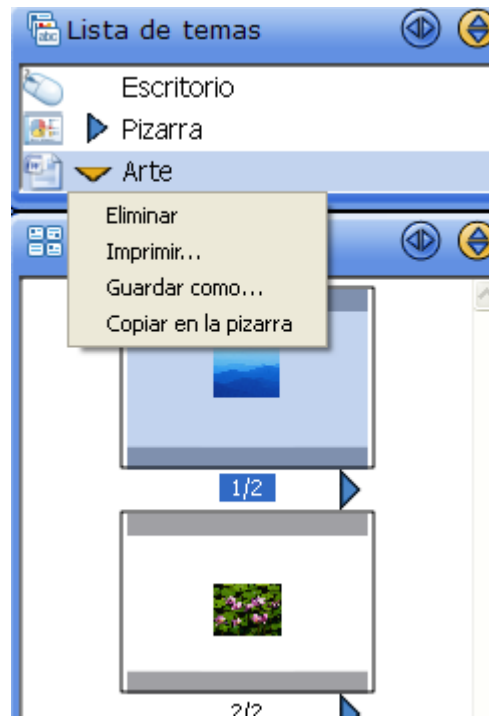 Lista de temas
Escritorio
Pizarra
Arte
Eliminar
Imprimir...
Guardar como...
Copiar en la pizarra
1/2
2/2